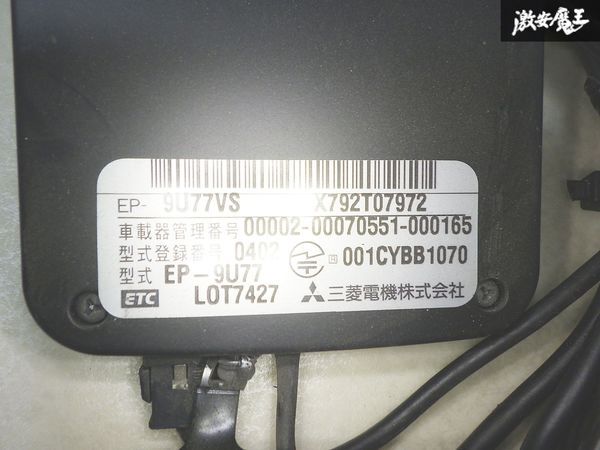 激安魔王
EP- 9U77VS X792T07972
車載器管理番号 00002-00070551-000165
型式登録番号 0402 001CYBB1070
型式 EP-9U77
ETC LOT7427 三菱電機株式会社